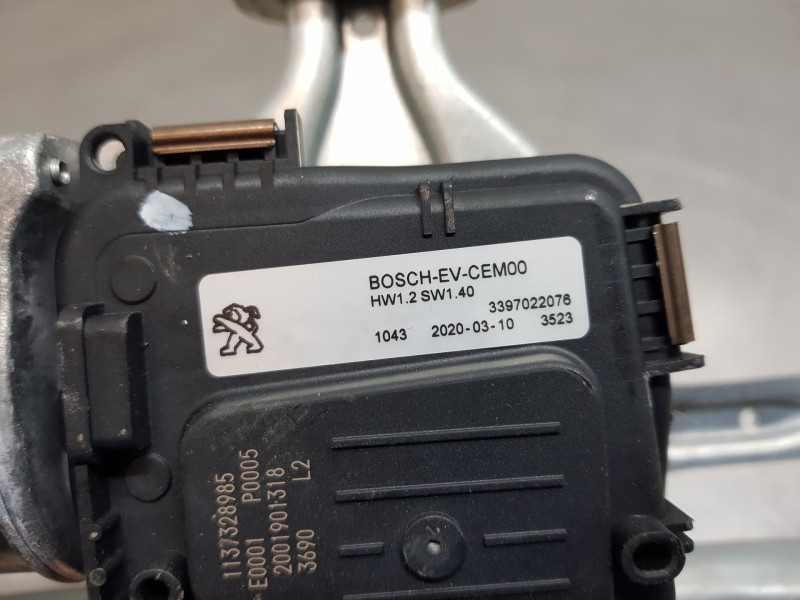 BOSCH-EV-CEM00
HW1.2 SW1.40
3397022076
1043 2020-03-10 3523
1137328985
E0001 P0005
2001901318
3690 L2